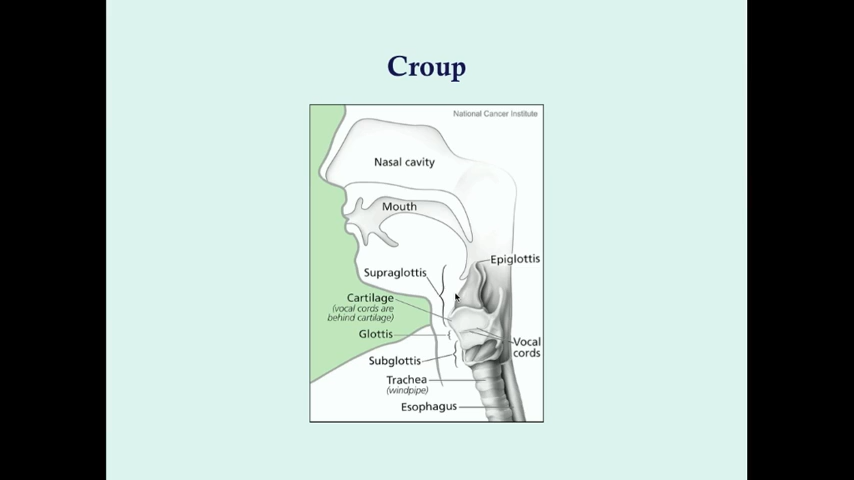 Croup
National Cancer Institute
Nasal cavity
Mouth
Epiglottis
Supraglottis
Cartilage
(vocal cords are
behind cartilage)
Glottis
Vocal
cords
Subglottis
Trachea
(windpipe)
Esophagus